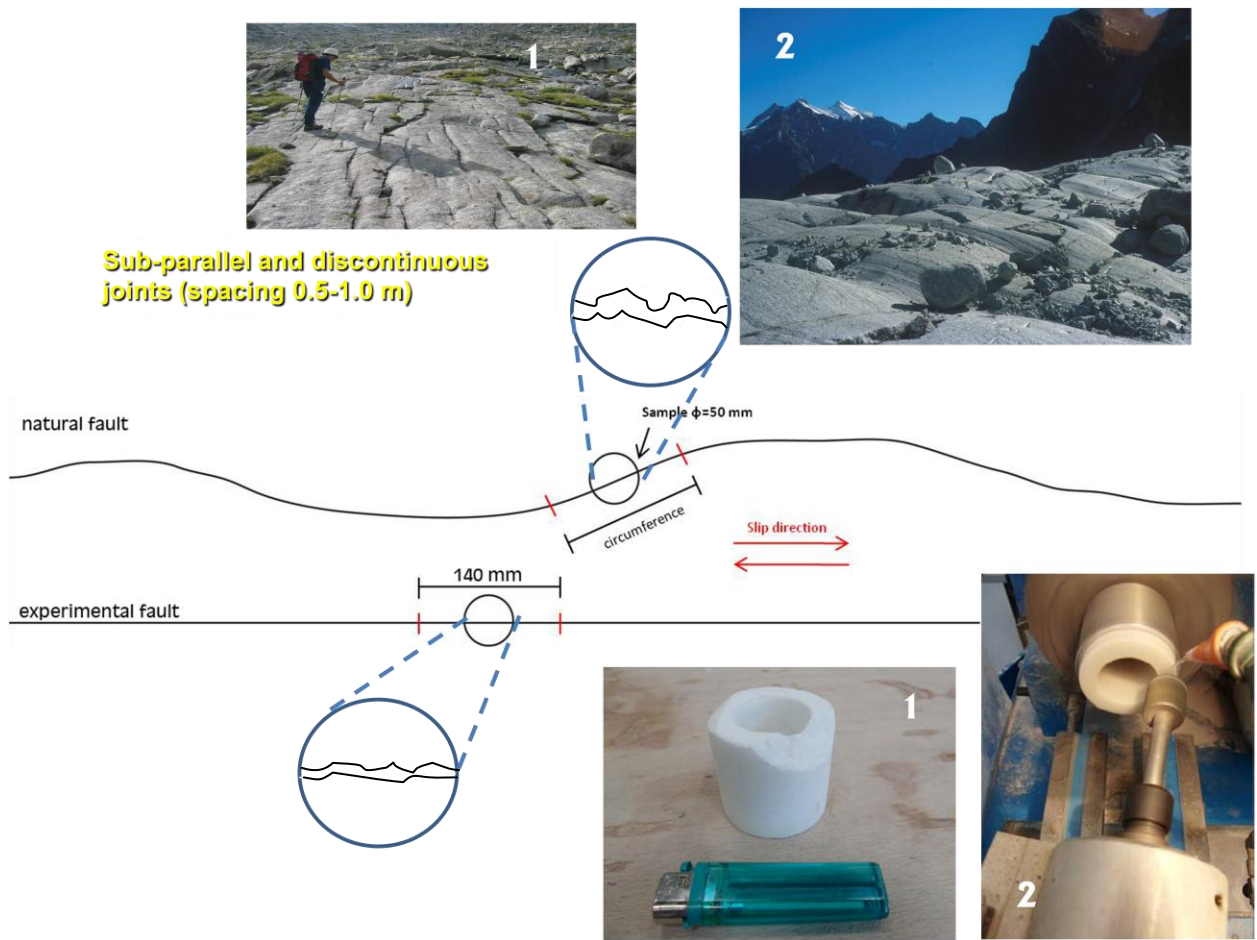 1
2
Sub-parallel and discontinuous
joints (spacing 0.5-1.0 m)
Sample ϕ=50 mm
natural fault
circumference
Slip direction
140 mm
experimental fault
1
2